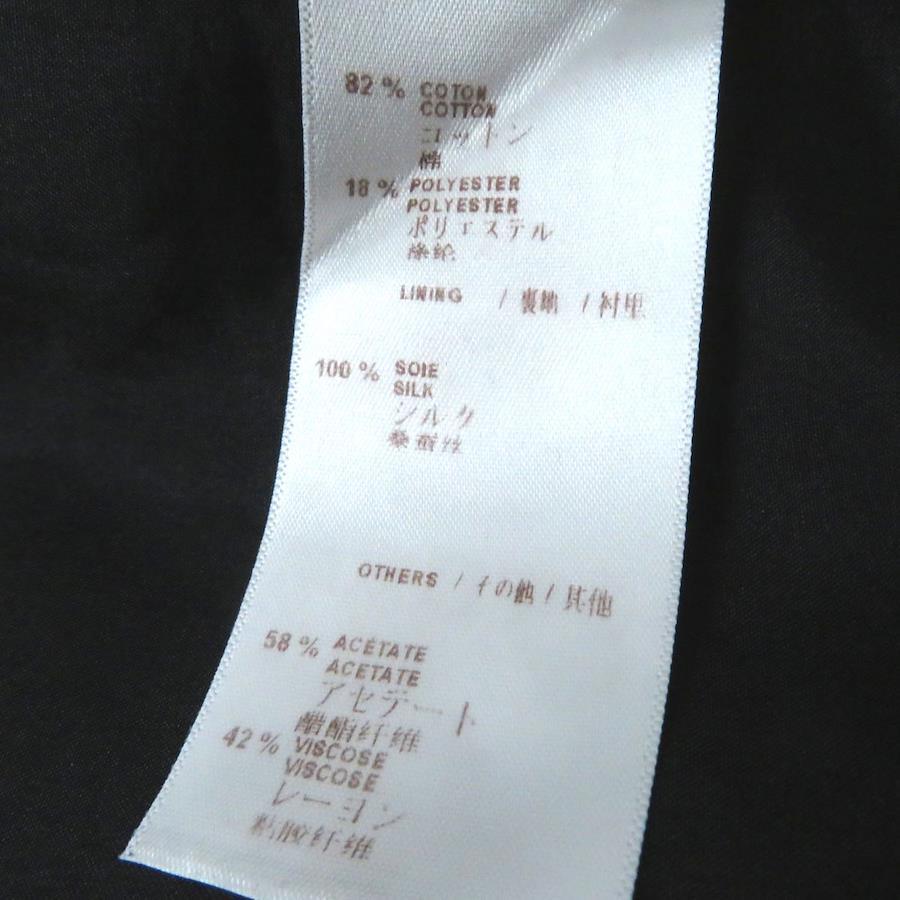 82 % COTON
COTTON
コットン
棉
18 % POLYESTER
POLYESTER
ポリエステル
涤纶
LINING / 裏地 / 衬里
100 % SOIE
SILK
シルク
桑蚕丝
OTHERS / その他 / 其他
58 % ACÉTATE
ACETATE
アセテート
醋酯纤维
42 % VISCOSE
VISCOSE
レーヨン
粘胶纤维